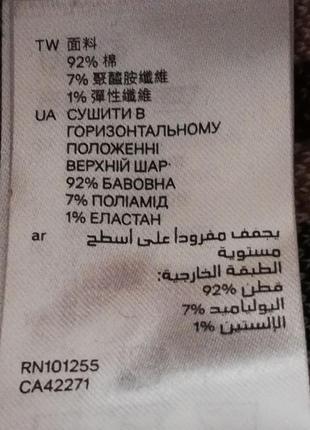 TW 面料
92% 棉
7% 聚醯胺纖維
1% 彈性纖維
UA СУШИТИ В
ГОРИЗОНТАЛЬНОМУ
ПОЛОЖЕННІ
ВЕРХНІЙ ШАР·
92% БАВОВНА
7% ПОЛІАМІД
1% ЕЛАСТАН
ar يجفف مفروداً على أسطح
مستوية
الطبقة الخارجية:
قطن 92%
اليولياميد 7%
الإلستين 1%
RN101255
CA42271